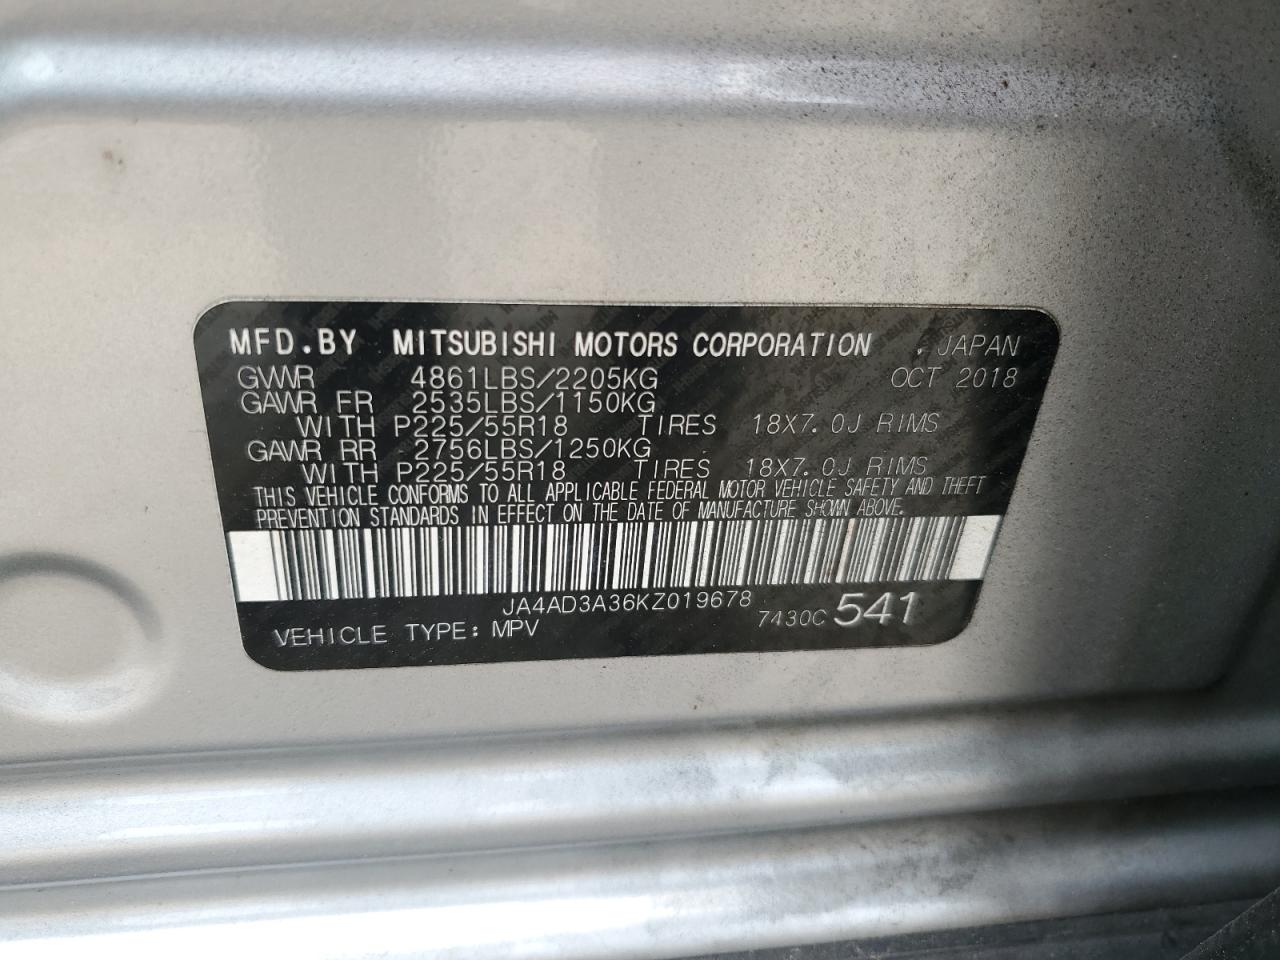 MFD.BY MITSUBISHI MOTORS CORPORATION , JAPAN
GVWR 4861LBS/2205KG OCT 2018
GAWR FR 2535LBS/1150KG
WITH P225/55R18 TIRES 18X7.0J RIMS
GAWR RR 2756LBS/1250KG
WITH P225/55R18 TIRES 18X7.0J RIMS
THIS VEHICLE CONFORMS TO ALL APPLICABLE FEDERAL MOTOR VEHICLE SAFETY AND THEFT
PREVENTION STANDARDS IN EFFECT ON THE DATE OF MANUFACTURE SHOWN ABOVE.
JA4AD3A36KZ019678
VEHICLE TYPE: MPV 7430C 541